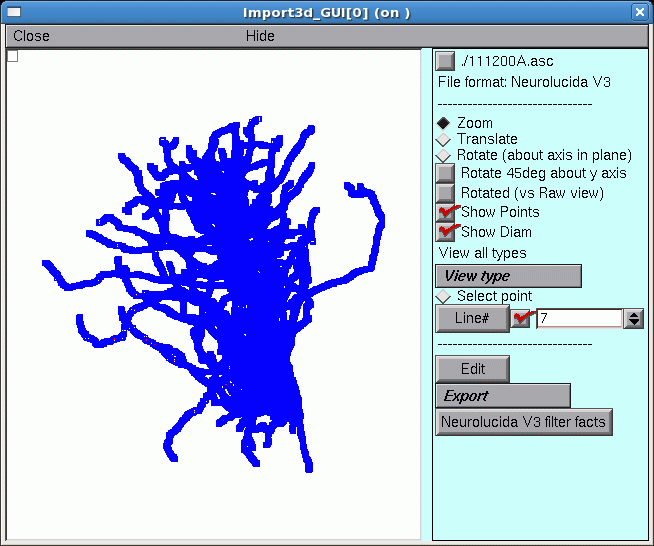 Import3d_GUI[0] (on )
Close Hide
./111200A.asc
File format: Neurolucida V3
-----------------------------
Zoom
Translate
Rotate (about axis in plane)
Rotate 45deg about y axis
Rotated (vs Raw view)
Show Points
Show Diam
View all types
View type
Select point
Line# 7
-----------------------------
Edit
Export
Neurolucida V3 filter facts